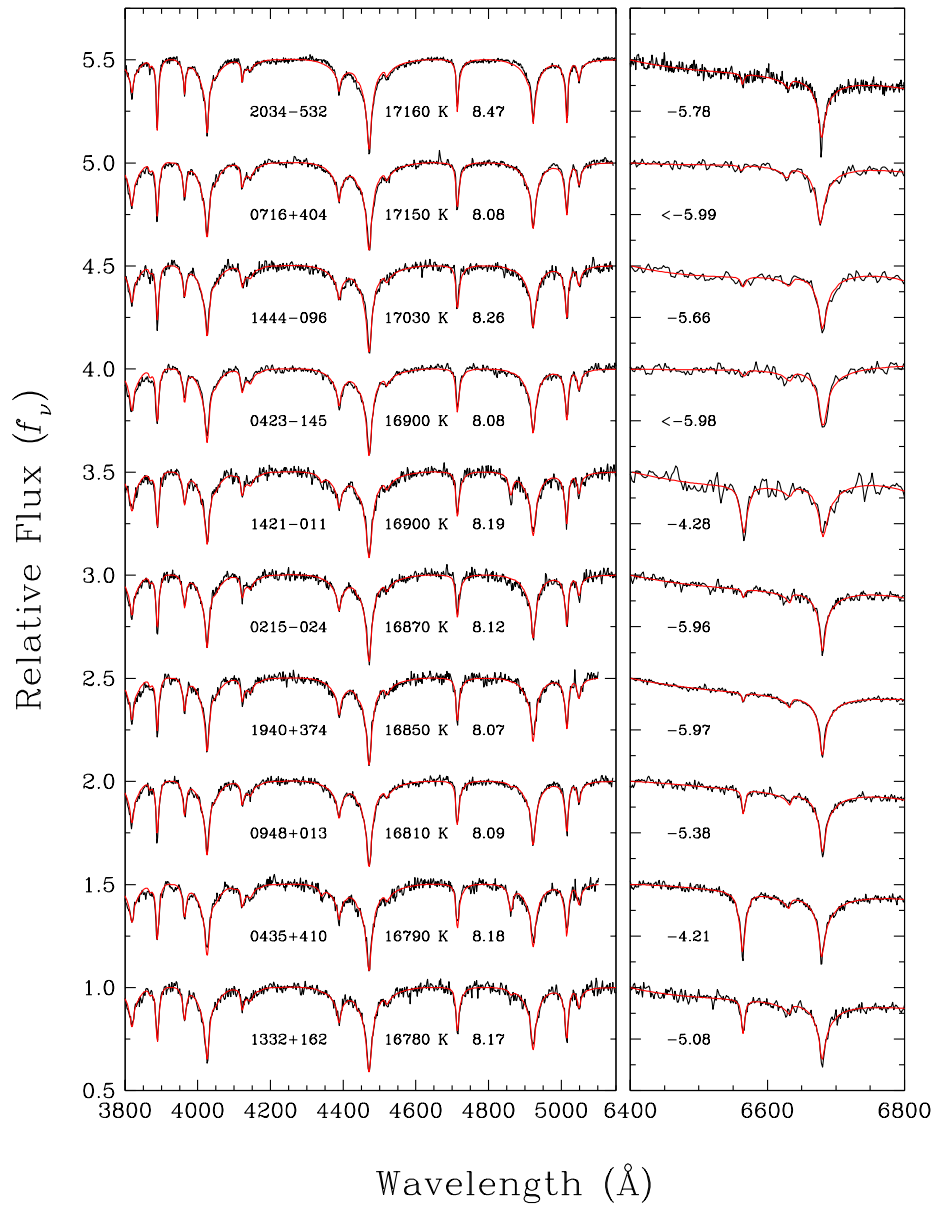 5.5
2034−532 17160 K 8.47 −5.78
5.0
0716+404 17150 K 8.08 <−5.99
4.5
1444−096 17030 K 8.26 −5.66
4.0
0423−145 16900 K 8.08 <−5.98
3.5
1421−011 16900 K 8.19 −4.28
3.0
0215−024 16870 K 8.12 −5.96
2.5
1940+374 16850 K 8.07 −5.97
2.0
0948+013 16810 K 8.09 −5.38
1.5
0435+410 16790 K 8.18 −4.21
1.0
1332+162 16780 K 8.17 −5.08
0.5
3800 4000 4200 4400 4600 4800 5000 6400 6600 6800
Relative Flux (fν)
Wavelength (Å)